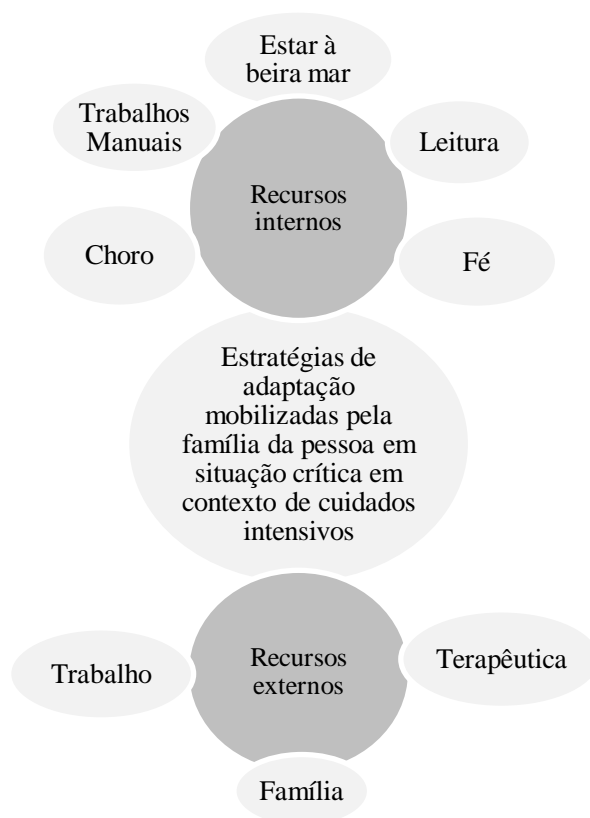 Estar à
beira mar
Trabalhos
Manuais
Leitura
Recursos
internos
Choro
Fé
Estratégias de
adaptação
mobilizadas pela
família da pessoa em
situação crítica em
contexto de cuidados
intensivos
Trabalho
Recursos
externos
Terapêutica
Família